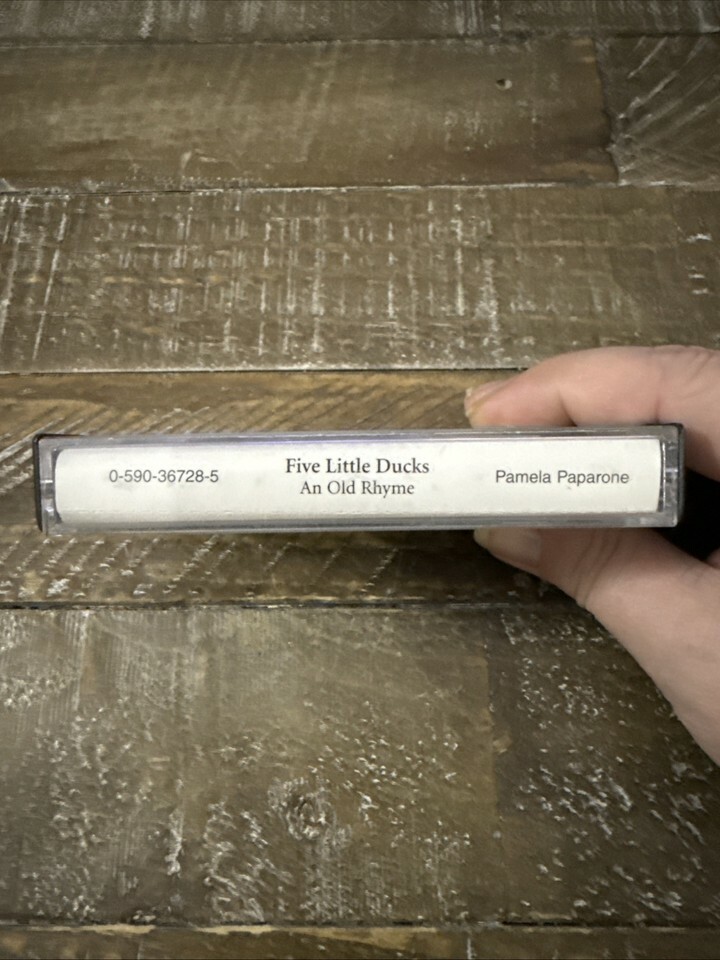 0-590-36728-5
Five Little Ducks
An Old Rhyme
Pamela Paparone